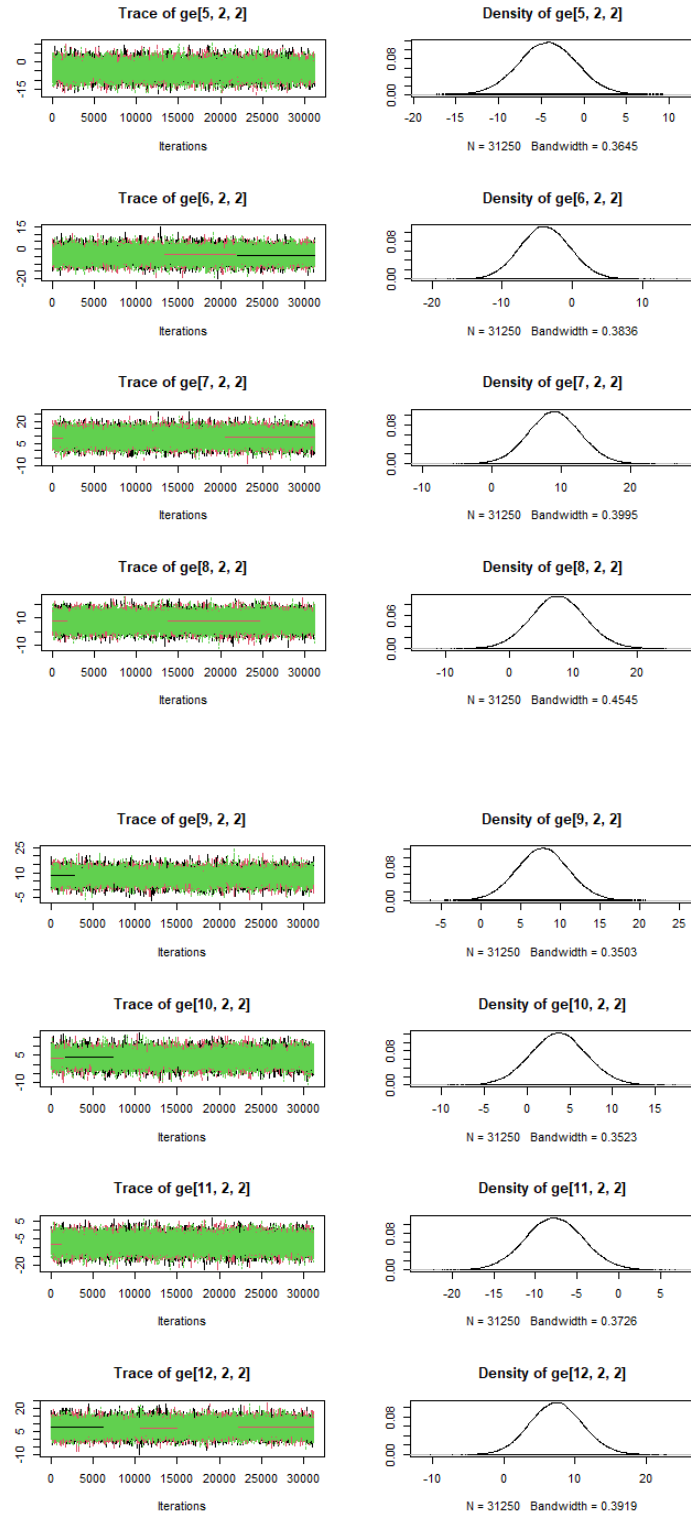 Trace of ge[5, 2, 2]
Density of ge[5, 2, 2]
0
-15
0 5000 10000 15000 20000 25000 30000
Iterations
0.08
0.00
-20 -15 -10 -5 0 5 10
N = 31250 Bandwidth = 0.3645
Trace of ge[6, 2, 2]
Density of ge[6, 2, 2]
15
0
-20
0 5000 10000 15000 20000 25000 30000
Iterations
0.08
0.00
-20 -10 0 10
N = 31250 Bandwidth = 0.3836
Trace of ge[7, 2, 2]
Density of ge[7, 2, 2]
20
5
-10
0 5000 10000 15000 20000 25000 30000
Iterations
0.08
0.00
-10 0 10 20
N = 31250 Bandwidth = 0.3995
Trace of ge[8, 2, 2]
Density of ge[8, 2, 2]
10
-10
0 5000 10000 15000 20000 25000 30000
Iterations
0.06
0.00
-10 0 10 20
N = 31250 Bandwidth = 0.4545
Trace of ge[9, 2, 2]
Density of ge[9, 2, 2]
25
10
-5
0 5000 10000 15000 20000 25000 30000
Iterations
0.08
0.00
-5 0 5 10 15 20 25
N = 31250 Bandwidth = 0.3503
Trace of ge[10, 2, 2]
Density of ge[10, 2, 2]
5
-10
0 5000 10000 15000 20000 25000 30000
Iterations
0.08
0.00
-10 -5 0 5 10 15
N = 31250 Bandwidth = 0.3523
Trace of ge[11, 2, 2]
Density of ge[11, 2, 2]
5
-5
-20
0 5000 10000 15000 20000 25000 30000
Iterations
0.08
0.00
-20 -15 -10 -5 0 5
N = 31250 Bandwidth = 0.3726
Trace of ge[12, 2, 2]
Density of ge[12, 2, 2]
20
5
-10
0 5000 10000 15000 20000 25000 30000
Iterations
0.08
0.00
-10 0 10 20
N = 31250 Bandwidth = 0.3919